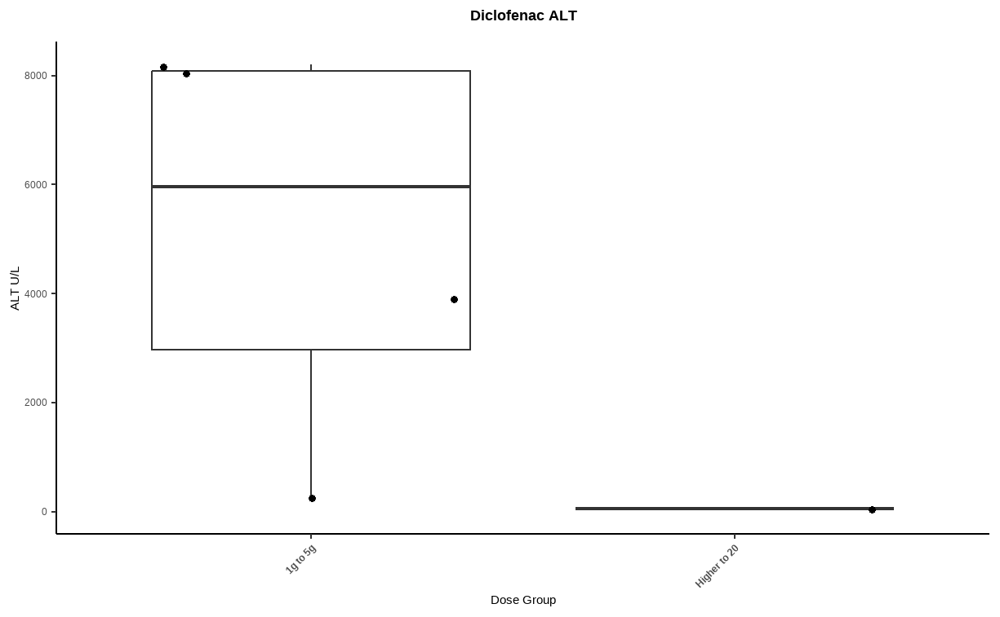 Diclofenac ALT
8000
6000
4000
2000
0
ALT U/L
1g to 5g
Higher to 20
Dose Group